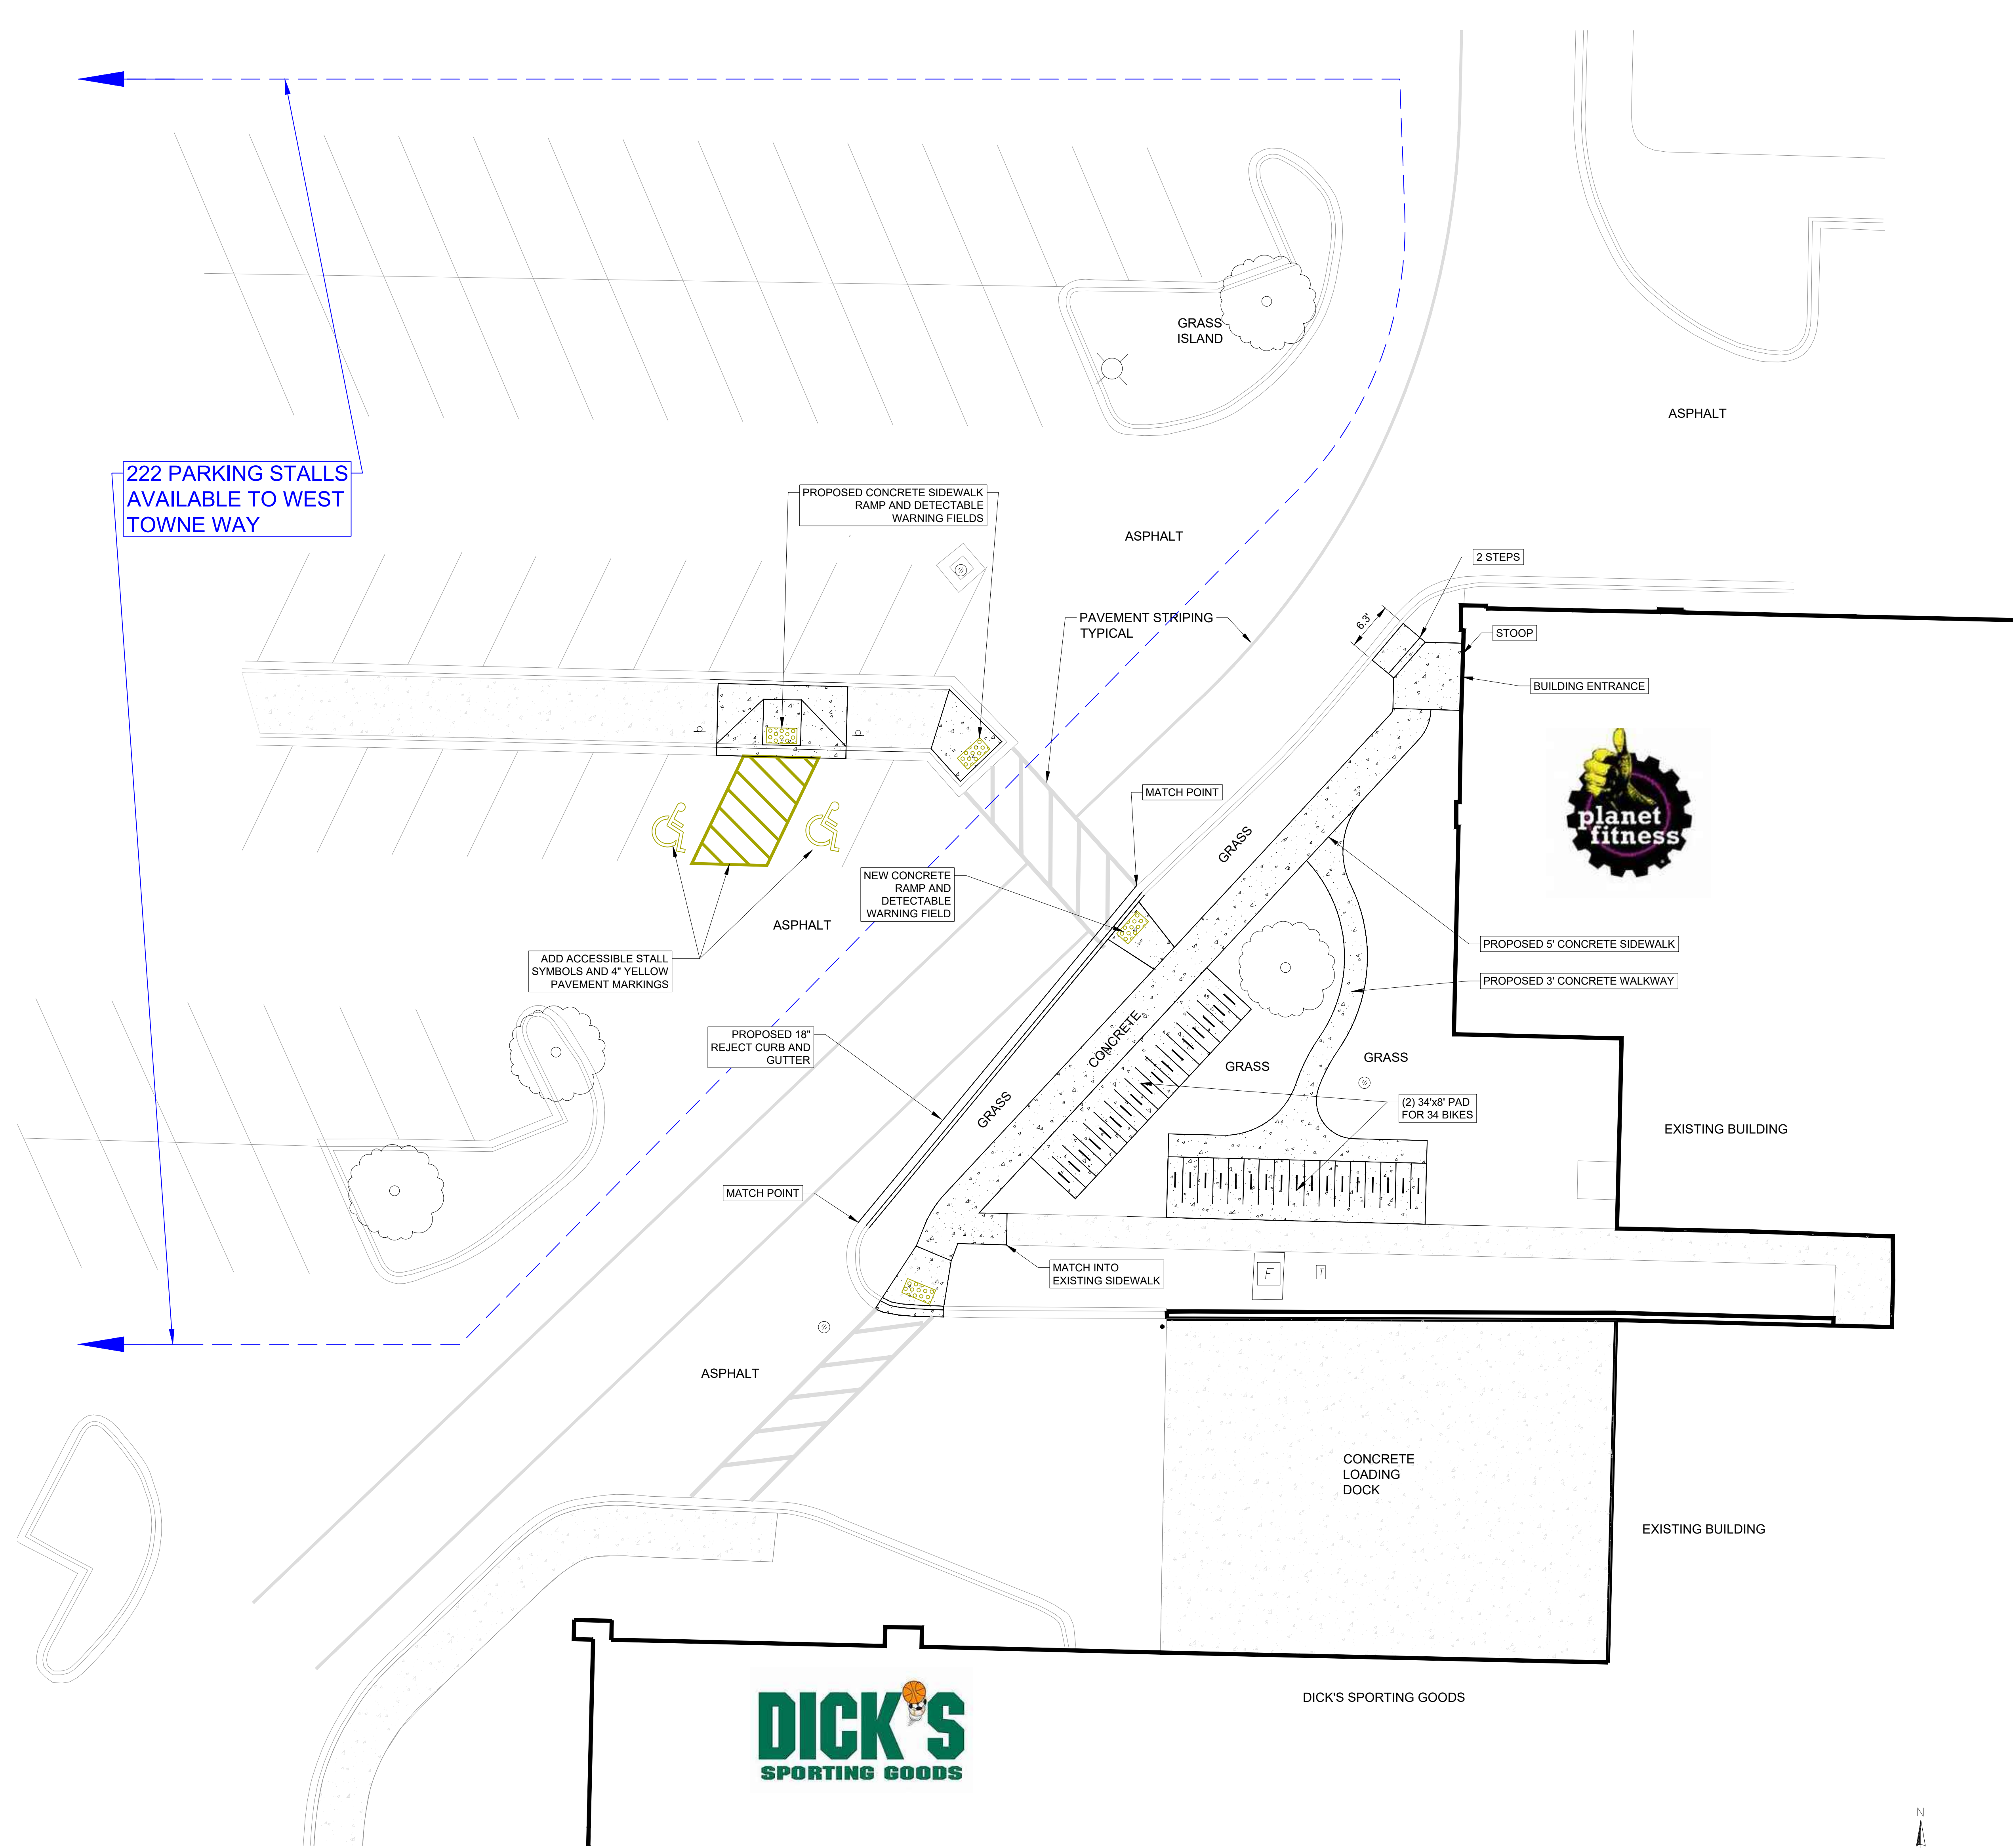 GRASS
ISLAND
ASPHALT
222 PARKING STALLS
AVAILABLE TO WEST
TOWNE WAY
PROPOSED CONCRETE SIDEWALK
RAMP AND DETECTABLE
WARNING FIELDS
ASPHALT
2 STEPS
PAVEMENT STRIPING
TYPICAL
6.3'
STOOP
BUILDING ENTRANCE
planet
fitness
MATCH POINT
GRASS
NEW CONCRETE
RAMP AND
DETECTABLE
WARNING FIELD
ASPHALT
ADD ACCESSIBLE STALL
SYMBOLS AND 4" YELLOW
PAVEMENT MARKINGS
PROPOSED 5' CONCRETE SIDEWALK
PROPOSED 3' CONCRETE WALKWAY
PROPOSED 18"
REJECT CURB AND
GUTTER
CONCRETE
GRASS
GRASS
GRASS
(2) 34'x8' PAD
FOR 34 BIKES
EXISTING BUILDING
MATCH POINT
MATCH INTO
EXISTING SIDEWALK
E
T
ASPHALT
CONCRETE
LOADING
DOCK
EXISTING BUILDING
DICK'S
SPORTING GOODS
DICK'S SPORTING GOODS
N